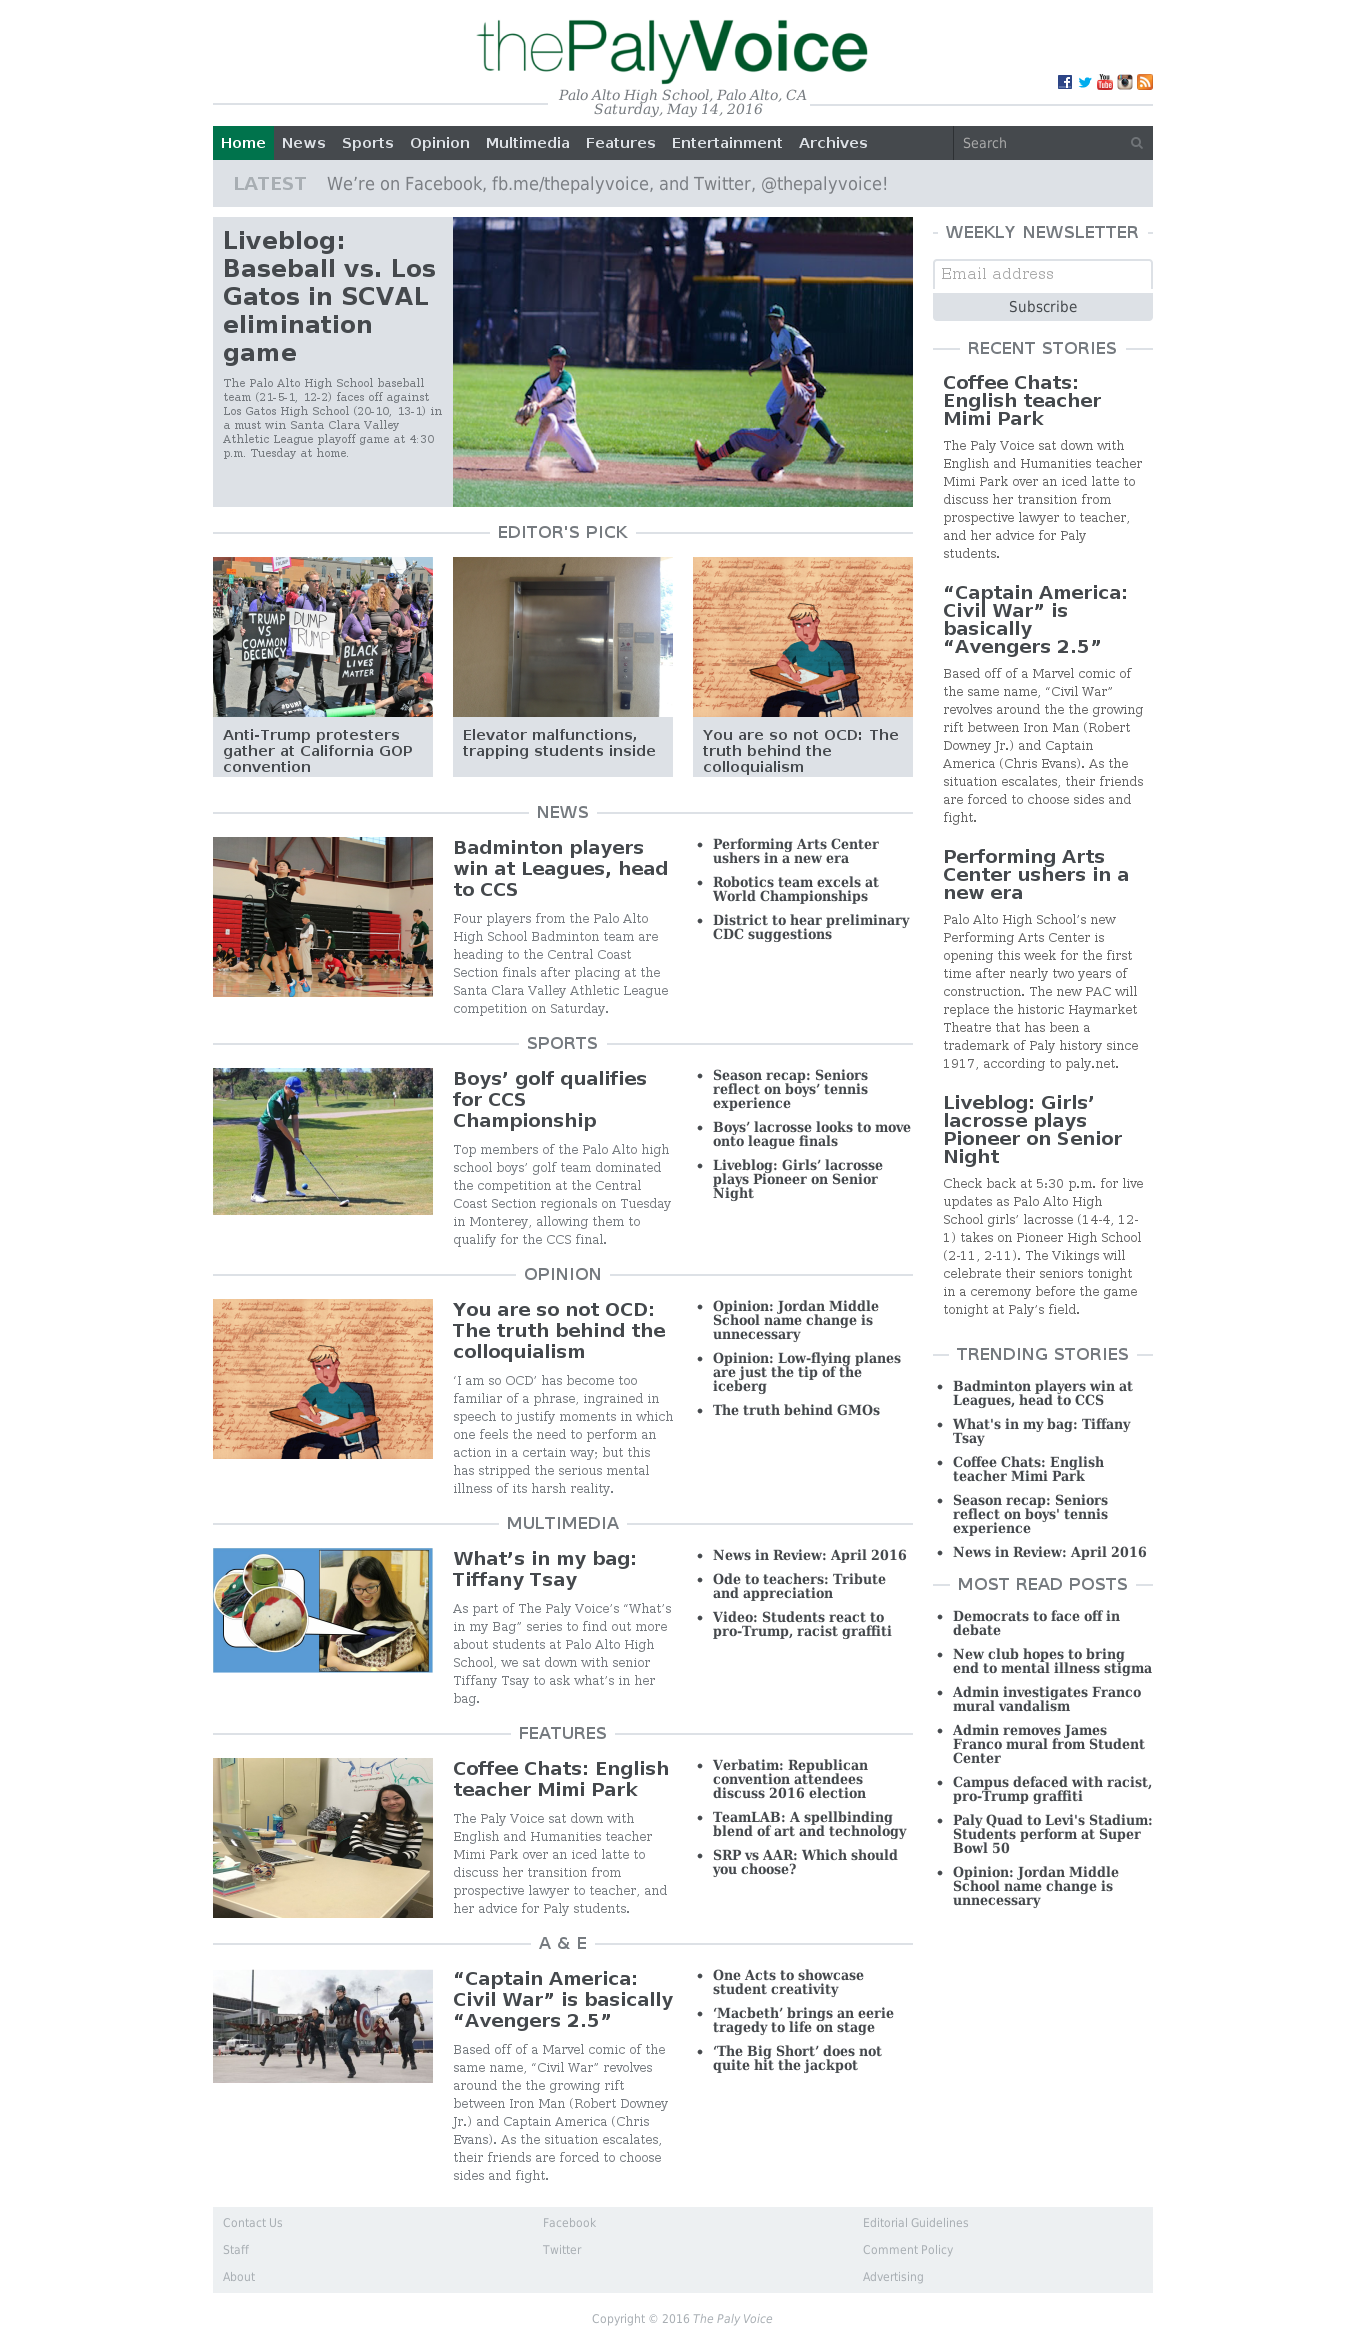 thePalyVoice
Palo Alto High School, Palo Alto, CA
Saturday, May 14, 2016
Home News Sports Opinion Multimedia Features Entertainment Archives Search
LATEST We’re on Facebook, fb.me/thepalyvoice, and Twitter, @thepalyvoice!
Liveblog:
Baseball vs. Los
Gatos in SCVAL
elimination
game
The Palo Alto High School baseball
team (21-5-1, 12-2) faces off against
Los Gatos High School (20-10, 13-1) in
a must win Santa Clara Valley
Athletic League playoff game at 4:30
p.m. Tuesday at home.
EDITOR'S PICK
TRUMP
VS
COMMON
DECENCY
DUMP
TRUMP
BLACK
LIVES
MATTER
1
Anti-Trump protesters
gather at California GOP
convention
Elevator malfunctions,
trapping students inside
You are so not OCD: The
truth behind the
colloquialism
NEWS
Badminton players
win at Leagues, head
to CCS
Four players from the Palo Alto
High School Badminton team are
heading to the Central Coast
Section finals after placing at the
Santa Clara Valley Athletic League
competition on Saturday.
• Performing Arts Center
ushers in a new era
• Robotics team excels at
World Championships
• District to hear preliminary
CDC suggestions
SPORTS
Boys’ golf qualifies
for CCS
Championship
Top members of the Palo Alto high
school boys’ golf team dominated
the competition at the Central
Coast Section regionals on Tuesday
in Monterey, allowing them to
qualify for the CCS final.
• Season recap: Seniors
reflect on boys’ tennis
experience
• Boys’ lacrosse looks to move
onto league finals
• Liveblog: Girls’ lacrosse
plays Pioneer on Senior
Night
OPINION
You are so not OCD:
The truth behind the
colloquialism
‘I am so OCD’ has become too
familiar of a phrase, ingrained in
speech to justify moments in which
one feels the need to perform an
action in a certain way; but this
has stripped the serious mental
illness of its harsh reality.
• Opinion: Jordan Middle
School name change is
unnecessary
• Opinion: Low-flying planes
are just the tip of the
iceberg
• The truth behind GMOs
MULTIMEDIA
What’s in my bag:
Tiffany Tsay
As part of The Paly Voice’s “What’s
in my Bag” series to find out more
about students at Palo Alto High
School, we sat down with senior
Tiffany Tsay to ask what’s in her
bag.
• News in Review: April 2016
• Ode to teachers: Tribute
and appreciation
• Video: Students react to
pro-Trump, racist graffiti
FEATURES
Coffee Chats: English
teacher Mimi Park
The Paly Voice sat down with
English and Humanities teacher
Mimi Park over an iced latte to
discuss her transition from
prospective lawyer to teacher, and
her advice for Paly students.
• Verbatim: Republican
convention attendees
discuss 2016 election
• TeamLAB: A spellbinding
blend of art and technology
• SRP vs AAR: Which should
you choose?
A & E
“Captain America:
Civil War” is basically
“Avengers 2.5”
Based off of a Marvel comic of the
same name, “Civil War” revolves
around the the growing rift
between Iron Man (Robert Downey
Jr.) and Captain America (Chris
Evans). As the situation escalates,
their friends are forced to choose
sides and fight.
• One Acts to showcase
student creativity
• ‘Macbeth’ brings an eerie
tragedy to life on stage
• ‘The Big Short’ does not
quite hit the jackpot
WEEKLY NEWSLETTER
Email address
Subscribe
RECENT STORIES
Coffee Chats:
English teacher
Mimi Park
The Paly Voice sat down with
English and Humanities teacher
Mimi Park over an iced latte to
discuss her transition from
prospective lawyer to teacher,
and her advice for Paly
students.
“Captain America:
Civil War” is
basically
“Avengers 2.5”
Based off of a Marvel comic of
the same name, “Civil War”
revolves around the the growing
rift between Iron Man (Robert
Downey Jr.) and Captain
America (Chris Evans). As the
situation escalates, their friends
are forced to choose sides and
fight.
Performing Arts
Center ushers in a
new era
Palo Alto High School’s new
Performing Arts Center is
opening this week for the first
time after nearly two years of
construction. The new PAC will
replace the historic Haymarket
Theatre that has been a
trademark of Paly history since
1917, according to paly.net.
Liveblog: Girls’
lacrosse plays
Pioneer on Senior
Night
Check back at 5:30 p.m. for live
updates as Palo Alto High
School girls’ lacrosse (14-4, 12-
1) takes on Pioneer High School
(2-11, 2-11). The Vikings will
celebrate their seniors tonight
in a ceremony before the game
tonight at Paly’s field.
TRENDING STORIES
• Badminton players win at
Leagues, head to CCS
• What's in my bag: Tiffany
Tsay
• Coffee Chats: English
teacher Mimi Park
• Season recap: Seniors
reflect on boys' tennis
experience
• News in Review: April 2016
MOST READ POSTS
• Democrats to face off in
debate
• New club hopes to bring
end to mental illness stigma
• Admin investigates Franco
mural vandalism
• Admin removes James
Franco mural from Student
Center
• Campus defaced with racist,
pro-Trump graffiti
• Paly Quad to Levi's Stadium:
Students perform at Super
Bowl 50
• Opinion: Jordan Middle
School name change is
unnecessary
Contact Us Facebook Editorial Guidelines
Staff Twitter Comment Policy
About Advertising
Copyright © 2016 The Paly Voice